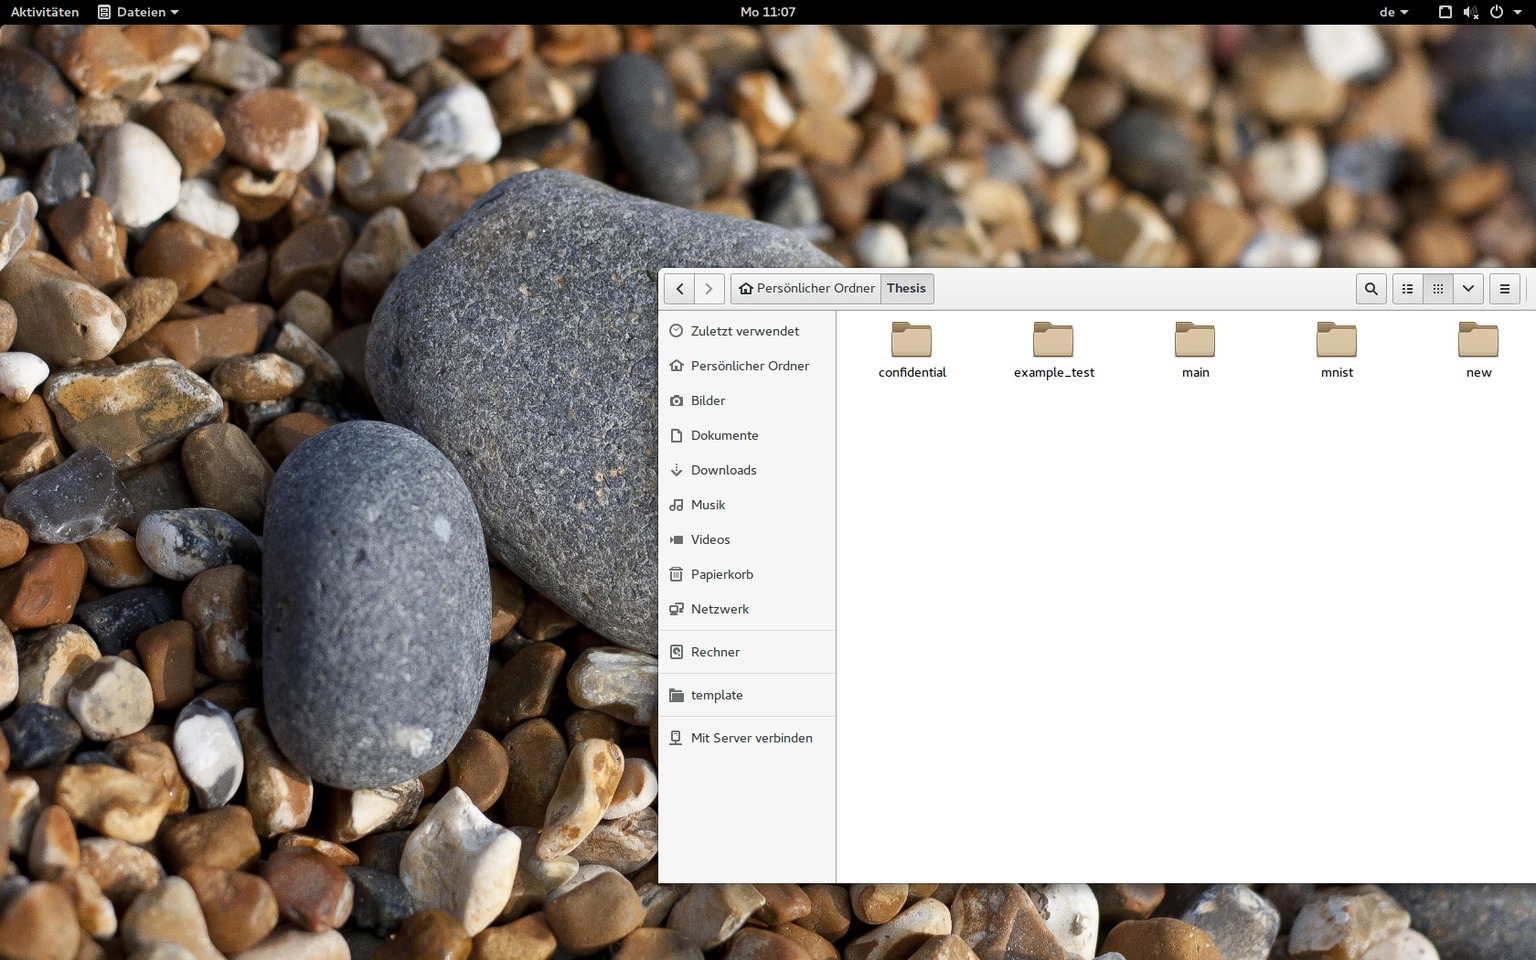 Aktivitäten Dateien Mo 11:07 de
Persönlicher Ordner Thesis
Zuletzt verwendet
Persönlicher Ordner
Bilder
Dokumente
Downloads
Musik
Videos
Papierkorb
Netzwerk
Rechner
template
Mit Server verbinden
confidential example_test main mnist new